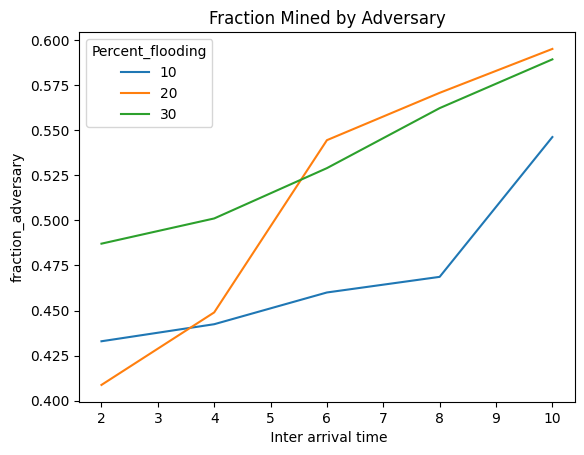 Fraction Mined by Adversary
Percent_flooding
10
20
30
fraction_adversary
0.600
0.575
0.550
0.525
0.500
0.475
0.450
0.425
0.400
2 3 4 5 6 7 8 9 10
Inter arrival time